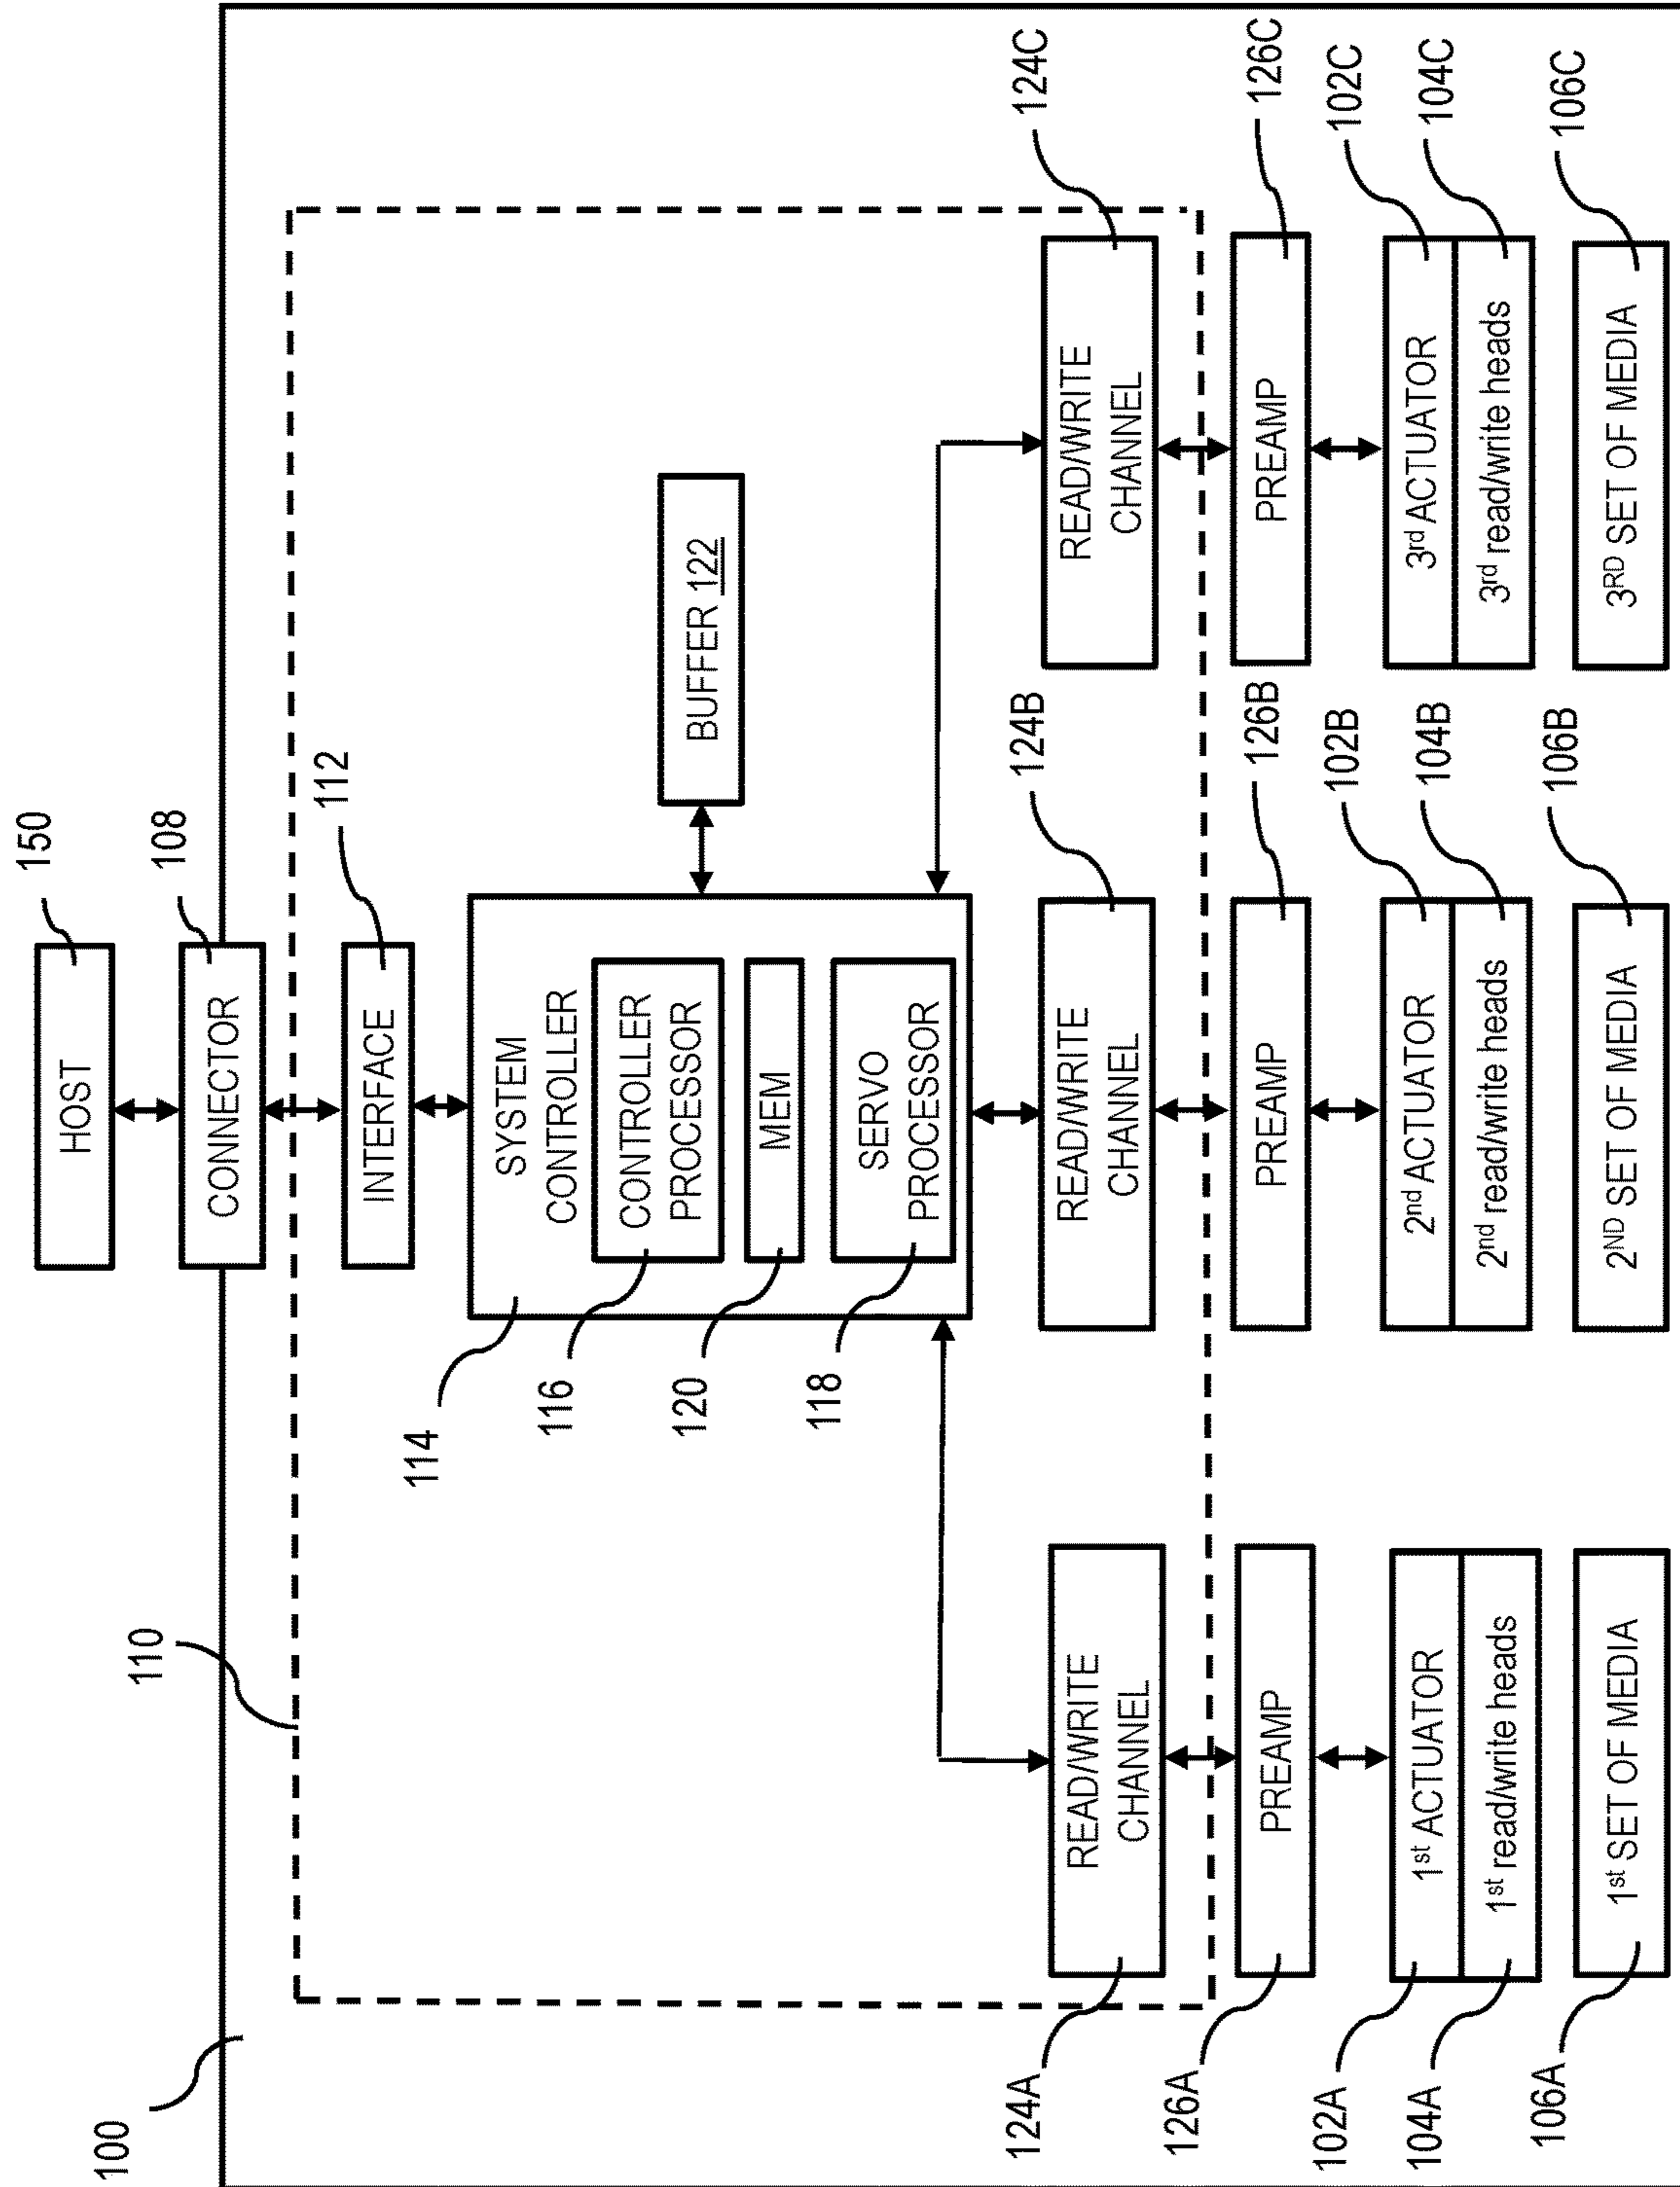 150
HOST
108
CONNECTOR
100
110
112
INTERFACE
114
SYSTEM
CONTROLLER
116
CONTROLLER
PROCESSOR
120
MEM
118
SERVO
PROCESSOR
BUFFER 122
124A
READ/WRITE
CHANNEL
124B
READ/WRITE
CHANNEL
124C
READ/WRITE
CHANNEL
126A
PREAMP
126B
PREAMP
126C
PREAMP
102A
1st ACTUATOR
102B
2nd ACTUATOR
102C
3rd ACTUATOR
104A
1st read/write heads
104B
2nd read/write heads
104C
3rd read/write heads
106A
1st SET OF MEDIA
106B
2ND SET OF MEDIA
106C
3RD SET OF MEDIA